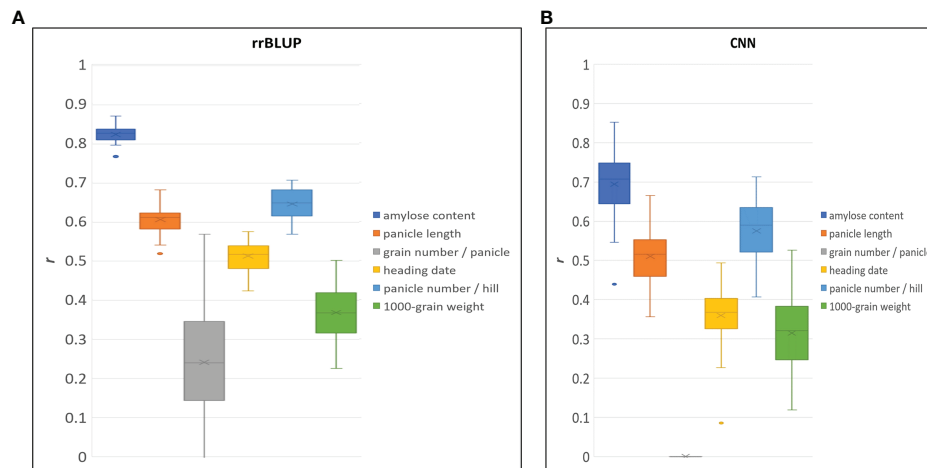 A
rrBLUP
1
0.9
0.8
0.7
0.6
0.5
0.4
0.3
0.2
0.1
0
r
amylose content
panicle length
grain number / panicle
heading date
panicle number / hill
1000-grain weight
B
CNN
1
0.9
0.8
0.7
0.6
0.5
0.4
0.3
0.2
0.1
0
r
amylose content
panicle length
grain number / panicle
heading date
panicle number / hill
1000-grain weight